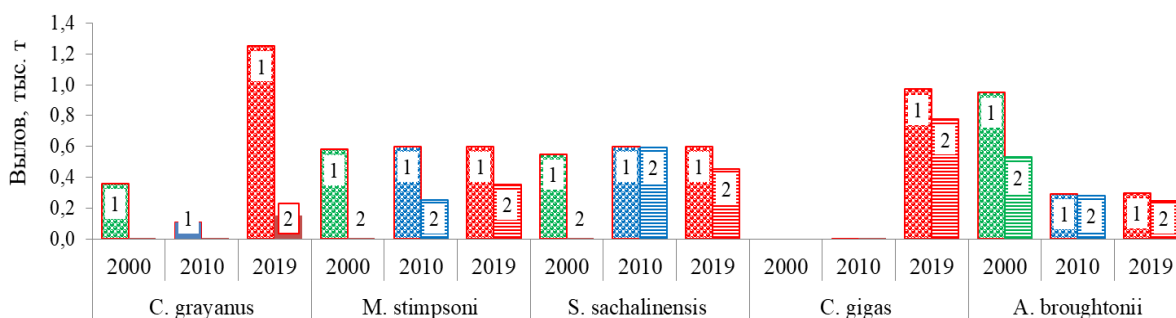 Вылов, тыс. т
1,4
1,2
1,0
0,8
0,6
0,4
0,2
0,0
1 1 1 2 1 2 1 2 1 2 1 2 1 2 1 2 1 2 1 2 1 2 1 2
2000 2010 2019 2000 2010 2019 2000 2010 2019 2000 2010 2019 2000 2010 2019
C. grayanus M. stimpsoni S. sachalinensis C. gigas A. broughtonii